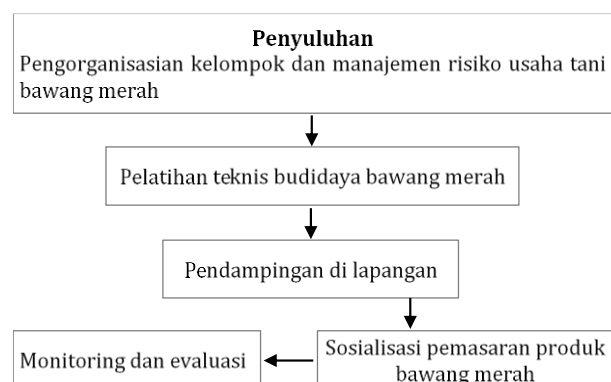 Penyuluhan
Pengorganisasian kelompok dan manajemen risiko usaha tani
bawang merah
Pelatihan teknis budidaya bawang merah
Pendampingan di lapangan
Sosialisasi pemasaran produk
bawang merah
Monitoring dan evaluasi